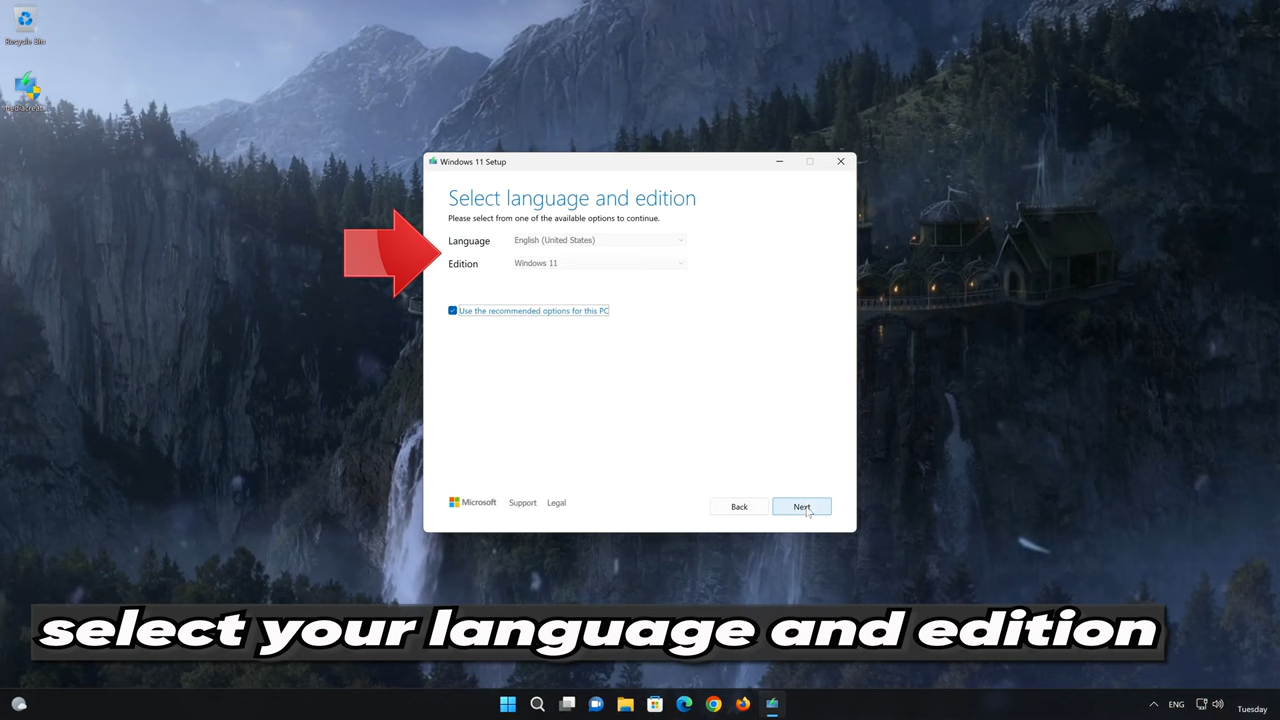 Recycle Bin
Windows 11 Setup
Select language and edition
Please select from one of the available options to continue.
Language English (United States)
Edition Windows 11
Use the recommended options for this PC
Microsoft Support Legal
Back Next
select your language and edition
ENG
Tuesday